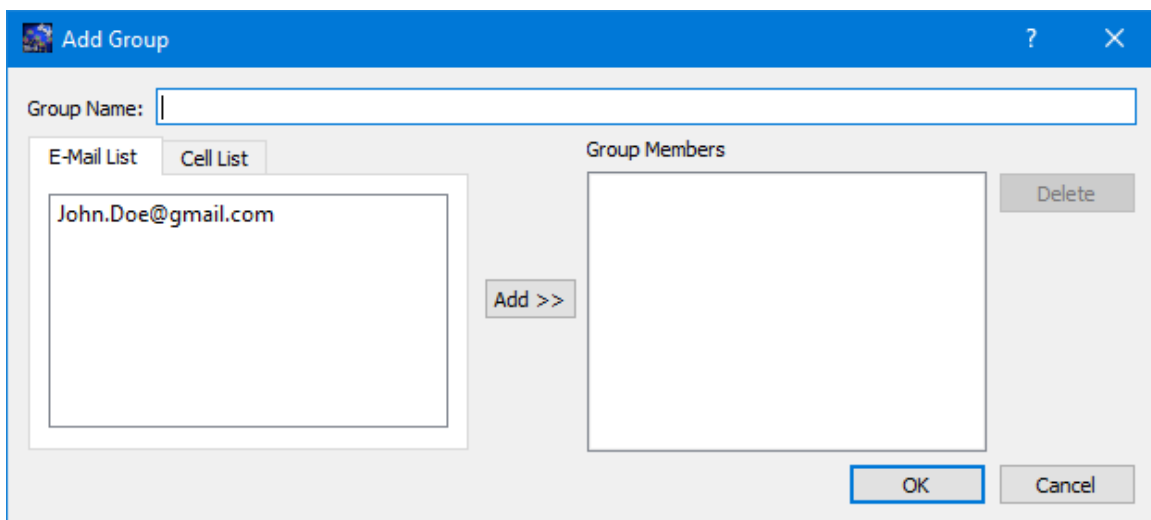 Add Group
?
Group Name:
E-Mail List
Cell List
Group Members
John.Doe@gmail.com
Delete
Add >>
OK
Cancel